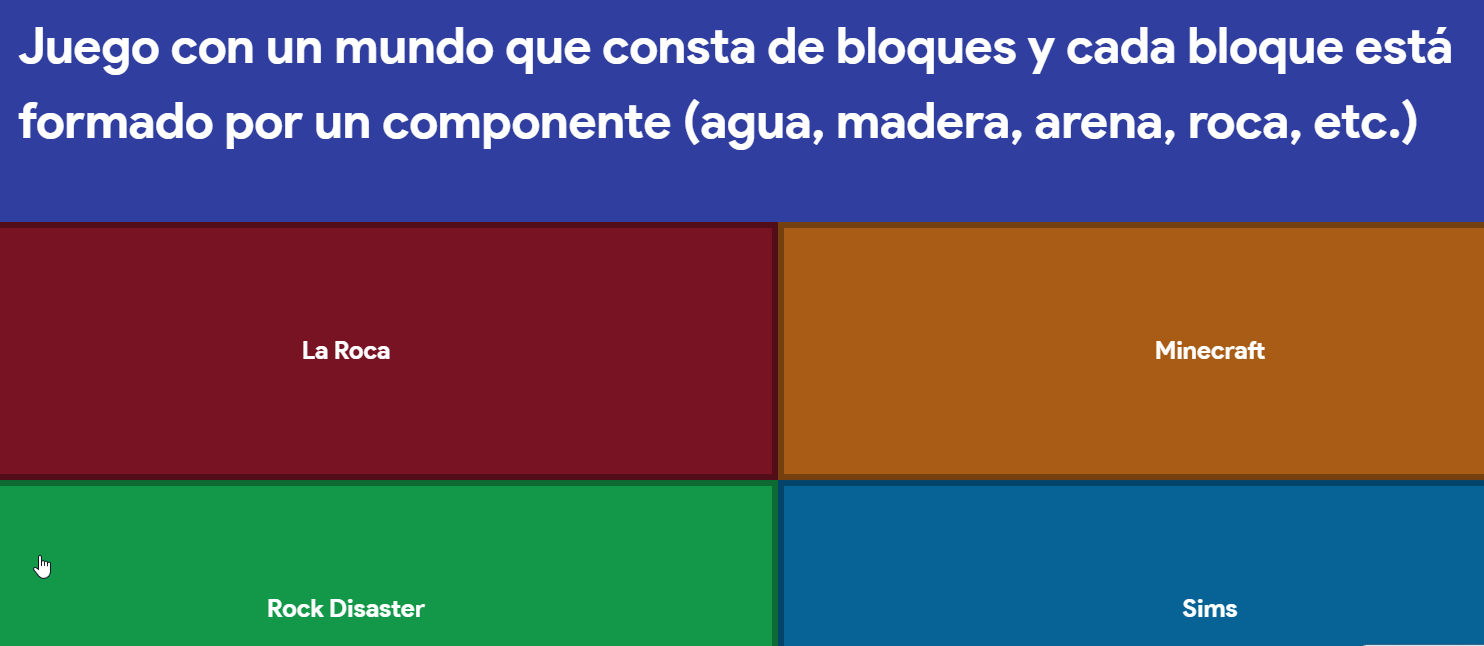 Juego con un mundo que consta de bloques y cada bloque está
formado por un componente (agua, madera, arena, roca, etc.)
La Roca
Minecraft
Rock Disaster
Sims